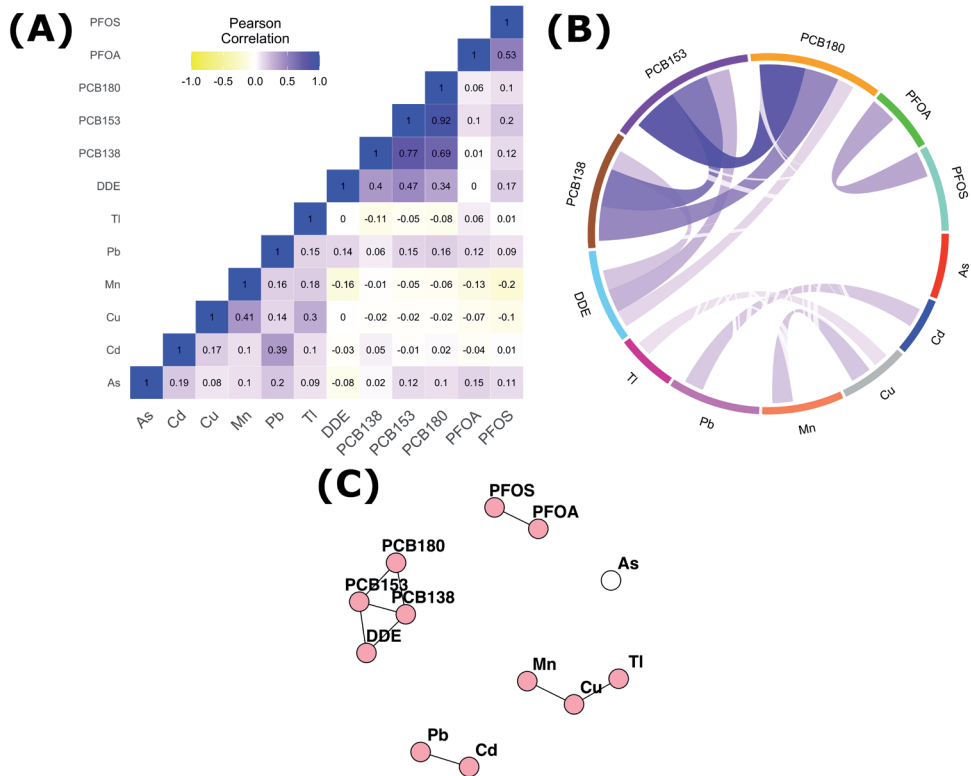 (A)
Pearson
Correlation
-1.0 -0.5 0.0 0.5 1.0
PFOS 1
PFOA 1 0.53
PCB180 1 0.06 0.1
PCB153 1 0.92 0.1 0.2
PCB138 1 0.77 0.69 0.01 0.12
DDE 1 0.4 0.47 0.34 0 0.17
Tl 1 0 -0.11 -0.05 -0.08 0.06 0.01
Pb 1 0.15 0.14 0.06 0.15 0.16 0.12 0.09
Mn 1 0.16 0.18 -0.16 -0.01 -0.05 -0.06 -0.13 -0.2
Cu 1 0.41 0.14 0.3 0 -0.02 -0.02 -0.02 -0.07 -0.1
Cd 1 0.17 0.1 0.39 0.1 -0.03 0.05 -0.01 0.02 -0.04 0.01
As 1 0.19 0.08 0.1 0.2 0.09 -0.08 0.02 0.12 0.1 0.15 0.11
As Cd Cu Mn Pb Tl DDE PCB138 PCB153 PCB180 PFOA PFOS
(B)
PCB153
PCB180
PFOA
PFOS
As
Cd
Cu
Mn
Pb
Tl
DDE
PCB138
(C)
PFOS
PFOA
PCB180
As
PCB153
PCB138
DDE
Mn
Tl
Cu
Pb
Cd